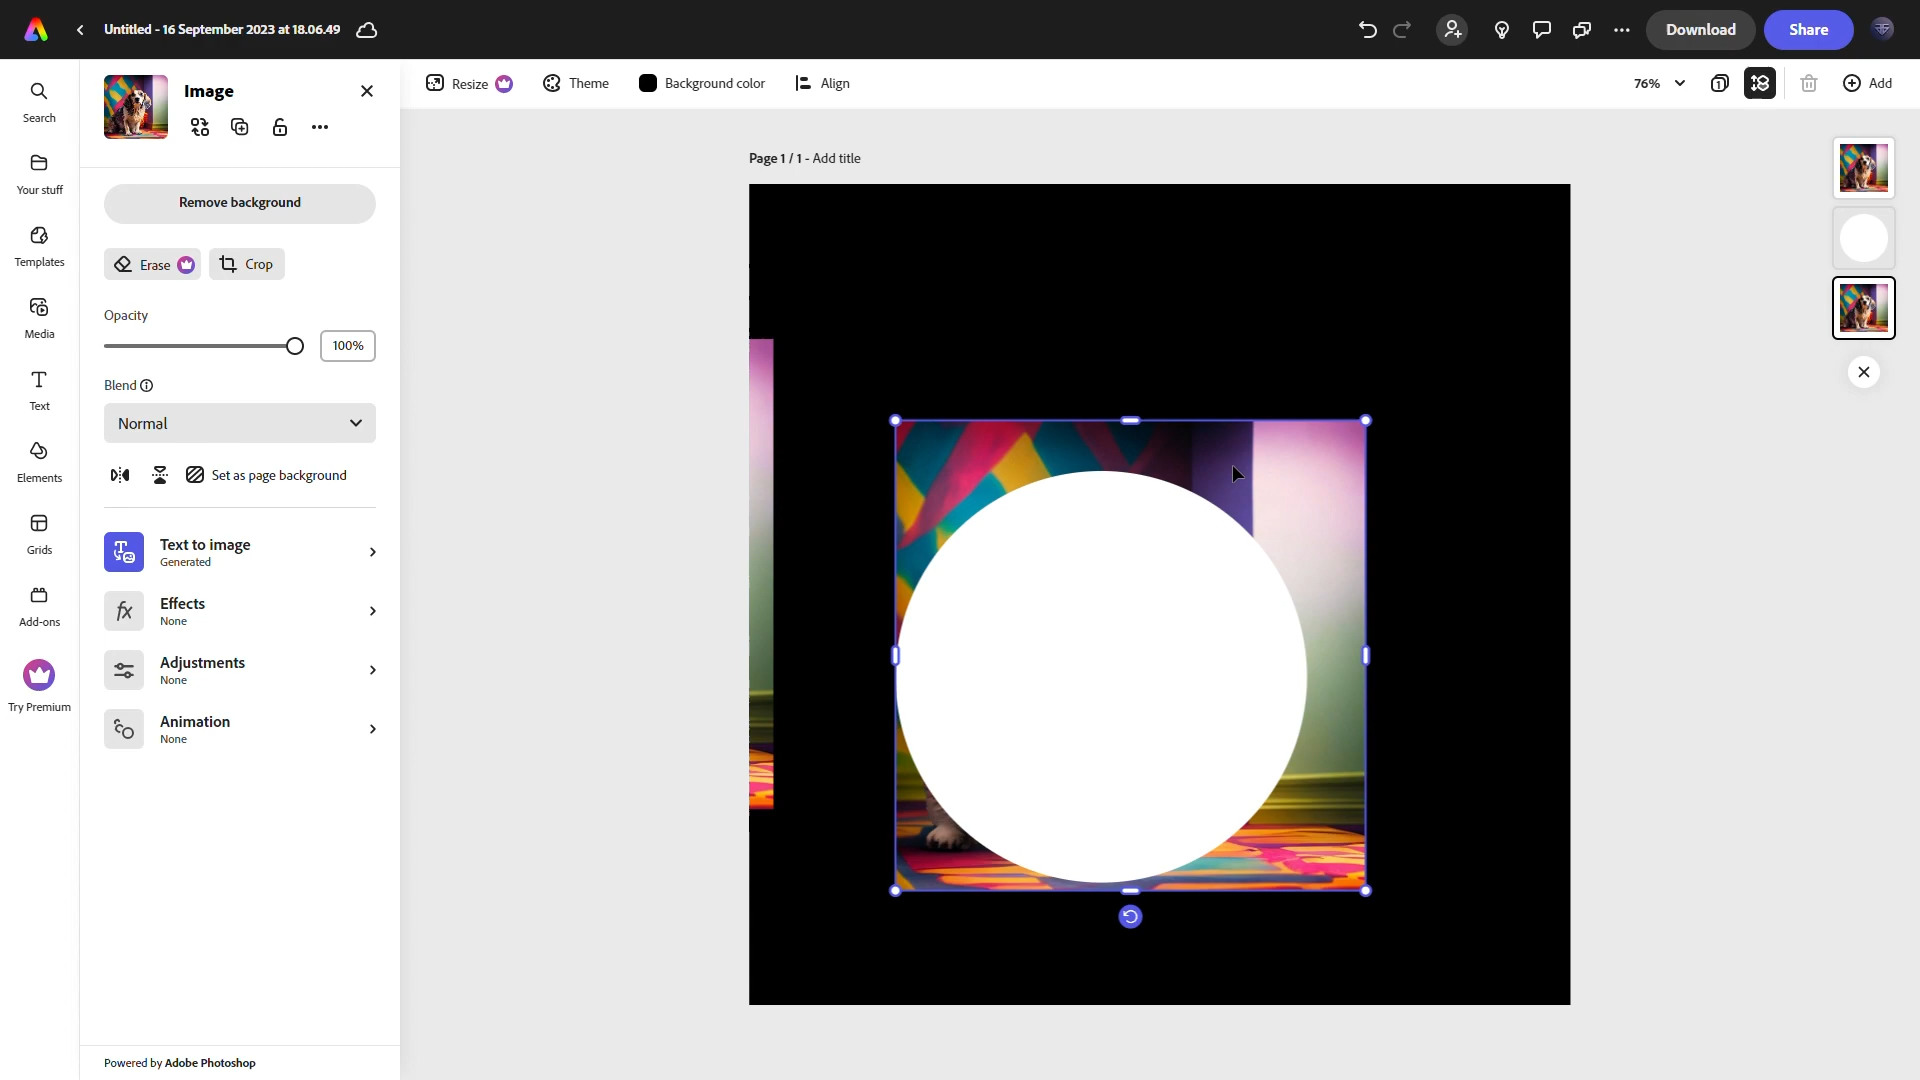 Untitled - 16 September 2023 at 18.06.49
Download
Share
Search
Your stuff
Templates
Media
Text
Elements
Grids
Add-ons
Try Premium
Image
Remove background
Erase
Crop
Opacity
100%
Blend
Normal
Set as page background
Text to image
Generated
Effects
None
Adjustments
None
Animation
None
Powered by Adobe Photoshop
Resize
Theme
Background color
Align
76%
1
Add
Page 1 / 1 - Add title